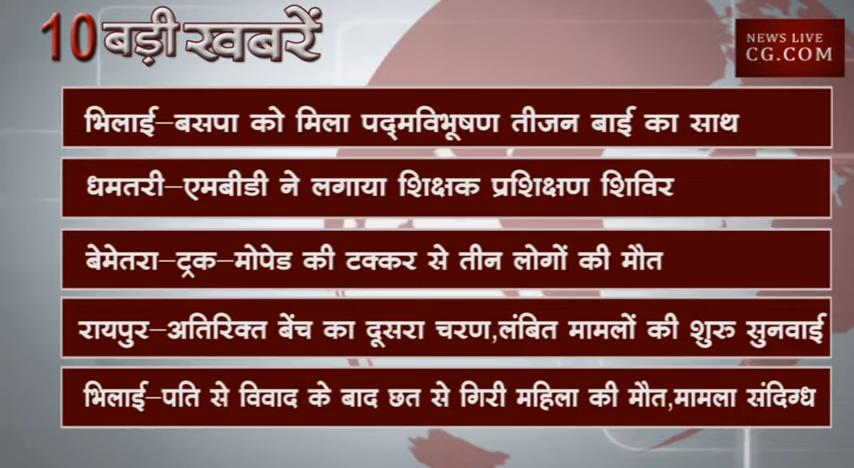 10 बड़ी खबरें
NEWS LIVE
CG.COM
भिलाई–बसपा को मिला पद्मविभूषण तीजन बाई का साथ
धमतरी–एमबीडी ने लगाया शिक्षक प्रशिक्षण शिविर
बेमेतरा–ट्रक–मोपेड की टक्कर से तीन लोगों की मौत
रायपुर–अतिरिक्त बेंच का दूसरा चरण,लंबित मामलों की शुरु सुनवाई
भिलाई–पति से विवाद के बाद छत से गिरी महिला की मौत,मामला संदिग्ध